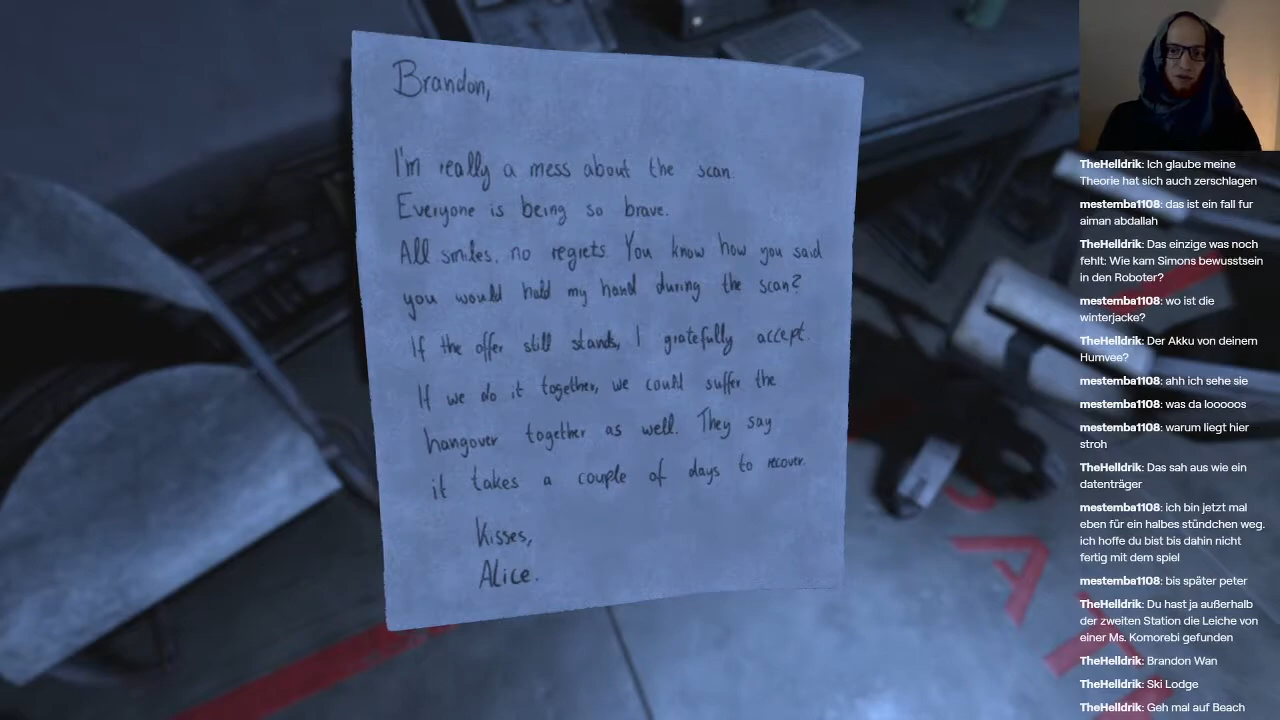 Brandon,
I'm really a mess about the scan.
Everyone is being so brave.
All smiles, no regrets. You know how you said
you would hold my hand during the scan?
If the offer still stands, I gratefully accept.
If we do it together, we could suffer the
hangover together as well. They say
it takes a couple of days to recover.
Kisses,
Alice.
TheHelldrik: Ich glaube meine
Theorie hat sich auch zerschlagen
mestemba1108: das ist ein fall fur
aiman abdallah
TheHelldrik: Das einzige was noch
fehlt: Wie kam Simons bewusstsein
in den Roboter?
mestemba1108: wo ist die
winterjacke?
TheHelldrik: Der Akku von deinem
Humvee?
mestemba1108: ahh ich sehe sie
mestemba1108: was da looooos
mestemba1108: warum liegt hier
stroh
TheHelldrik: Das sah aus wie ein
datenträger
mestemba1108: ich bin jetzt mal
eben für ein halbes stündchen weg.
ich hoffe du bist bis dahin nicht
fertig mit dem spiel
mestemba1108: bis später peter
TheHelldrik: Du hast ja außerhalb
der zweiten Station die Leiche von
einer Ms. Komorebi gefunden
TheHelldrik: Brandon Wan
TheHelldrik: Ski Lodge
TheHelldrik: Geh mal auf Beach